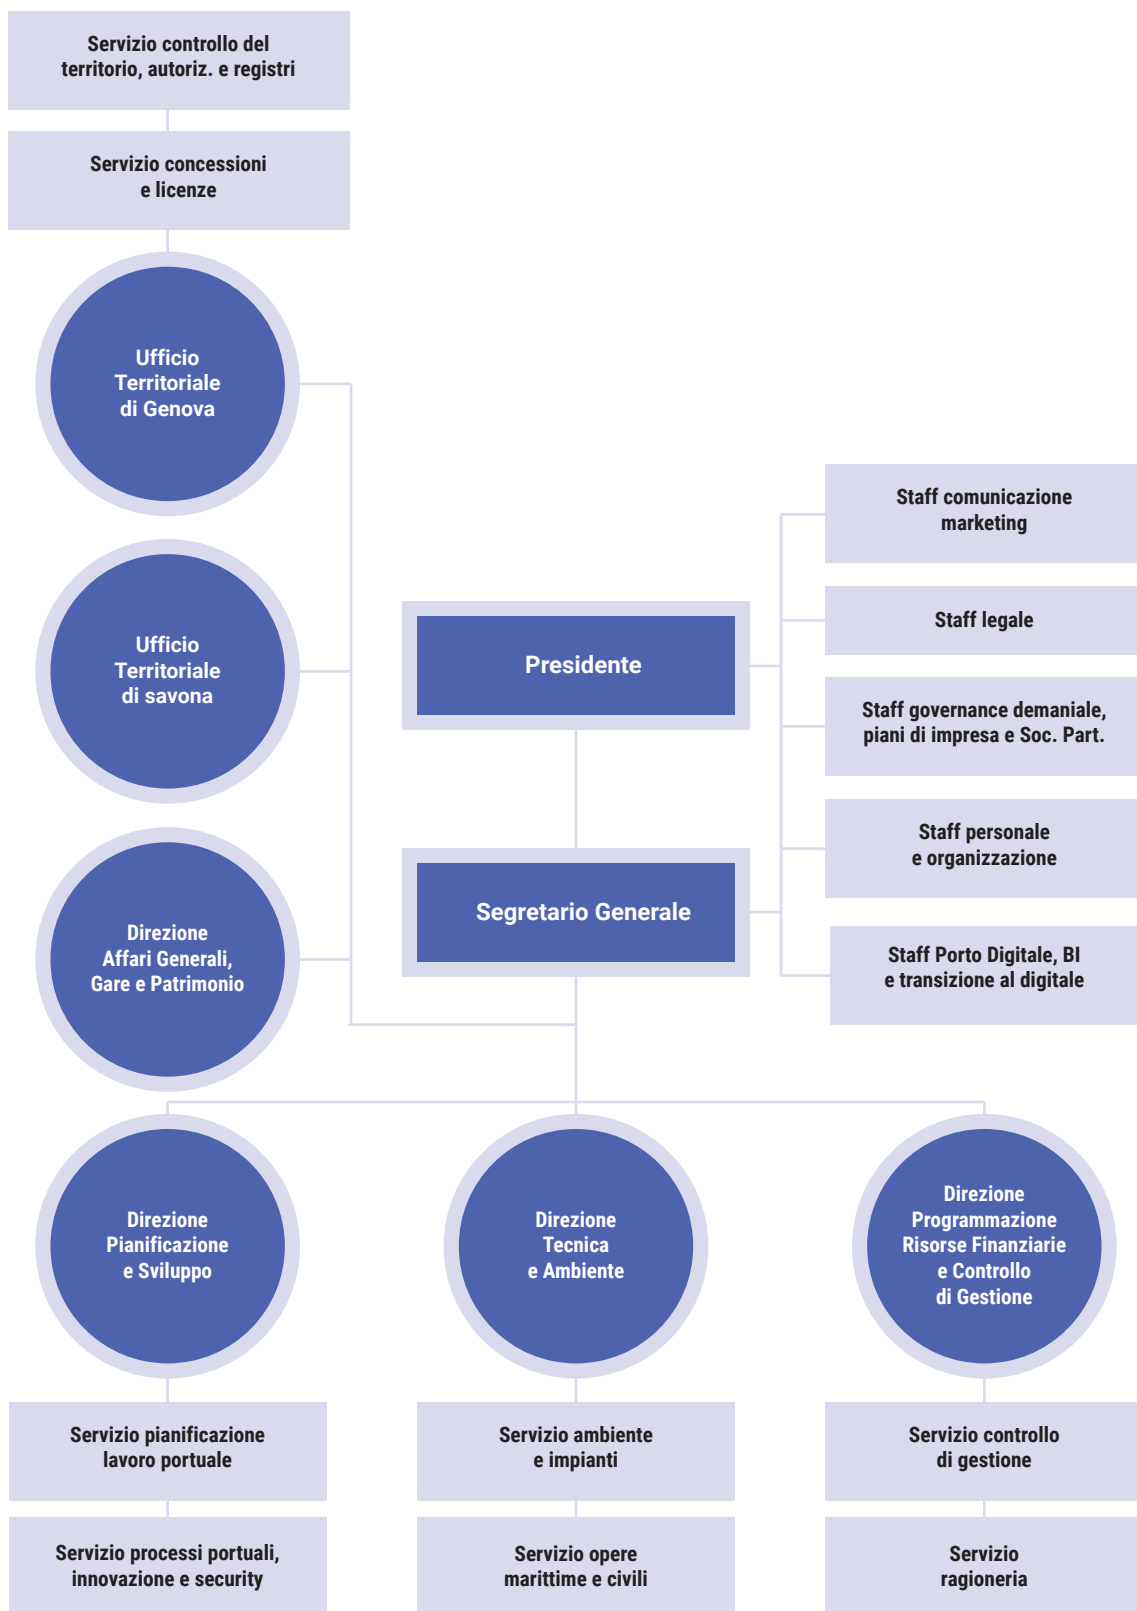 Servizio controllo del
territorio, autoriz. e registri
Servizio concessioni
e licenze
Ufficio
Territoriale
di Genova
Ufficio
Territoriale
di savona
Direzione
Affari Generali,
Gare e Patrimonio
Presidente
Segretario Generale
Staff comunicazione
marketing
Staff legale
Staff governance demaniale,
piani di impresa e Soc. Part.
Staff personale
e organizzazione
Staff Porto Digitale, BI
e transizione al digitale
Direzione
Pianificazione
e Sviluppo
Direzione
Tecnica
e Ambiente
Direzione
Programmazione
Risorse Finanziarie
e Controllo
di Gestione
Servizio pianificazione
lavoro portuale
Servizio ambiente
e impianti
Servizio controllo
di gestione
Servizio processi portuali,
innovazione e security
Servizio opere
marittime e civili
Servizio
ragioneria